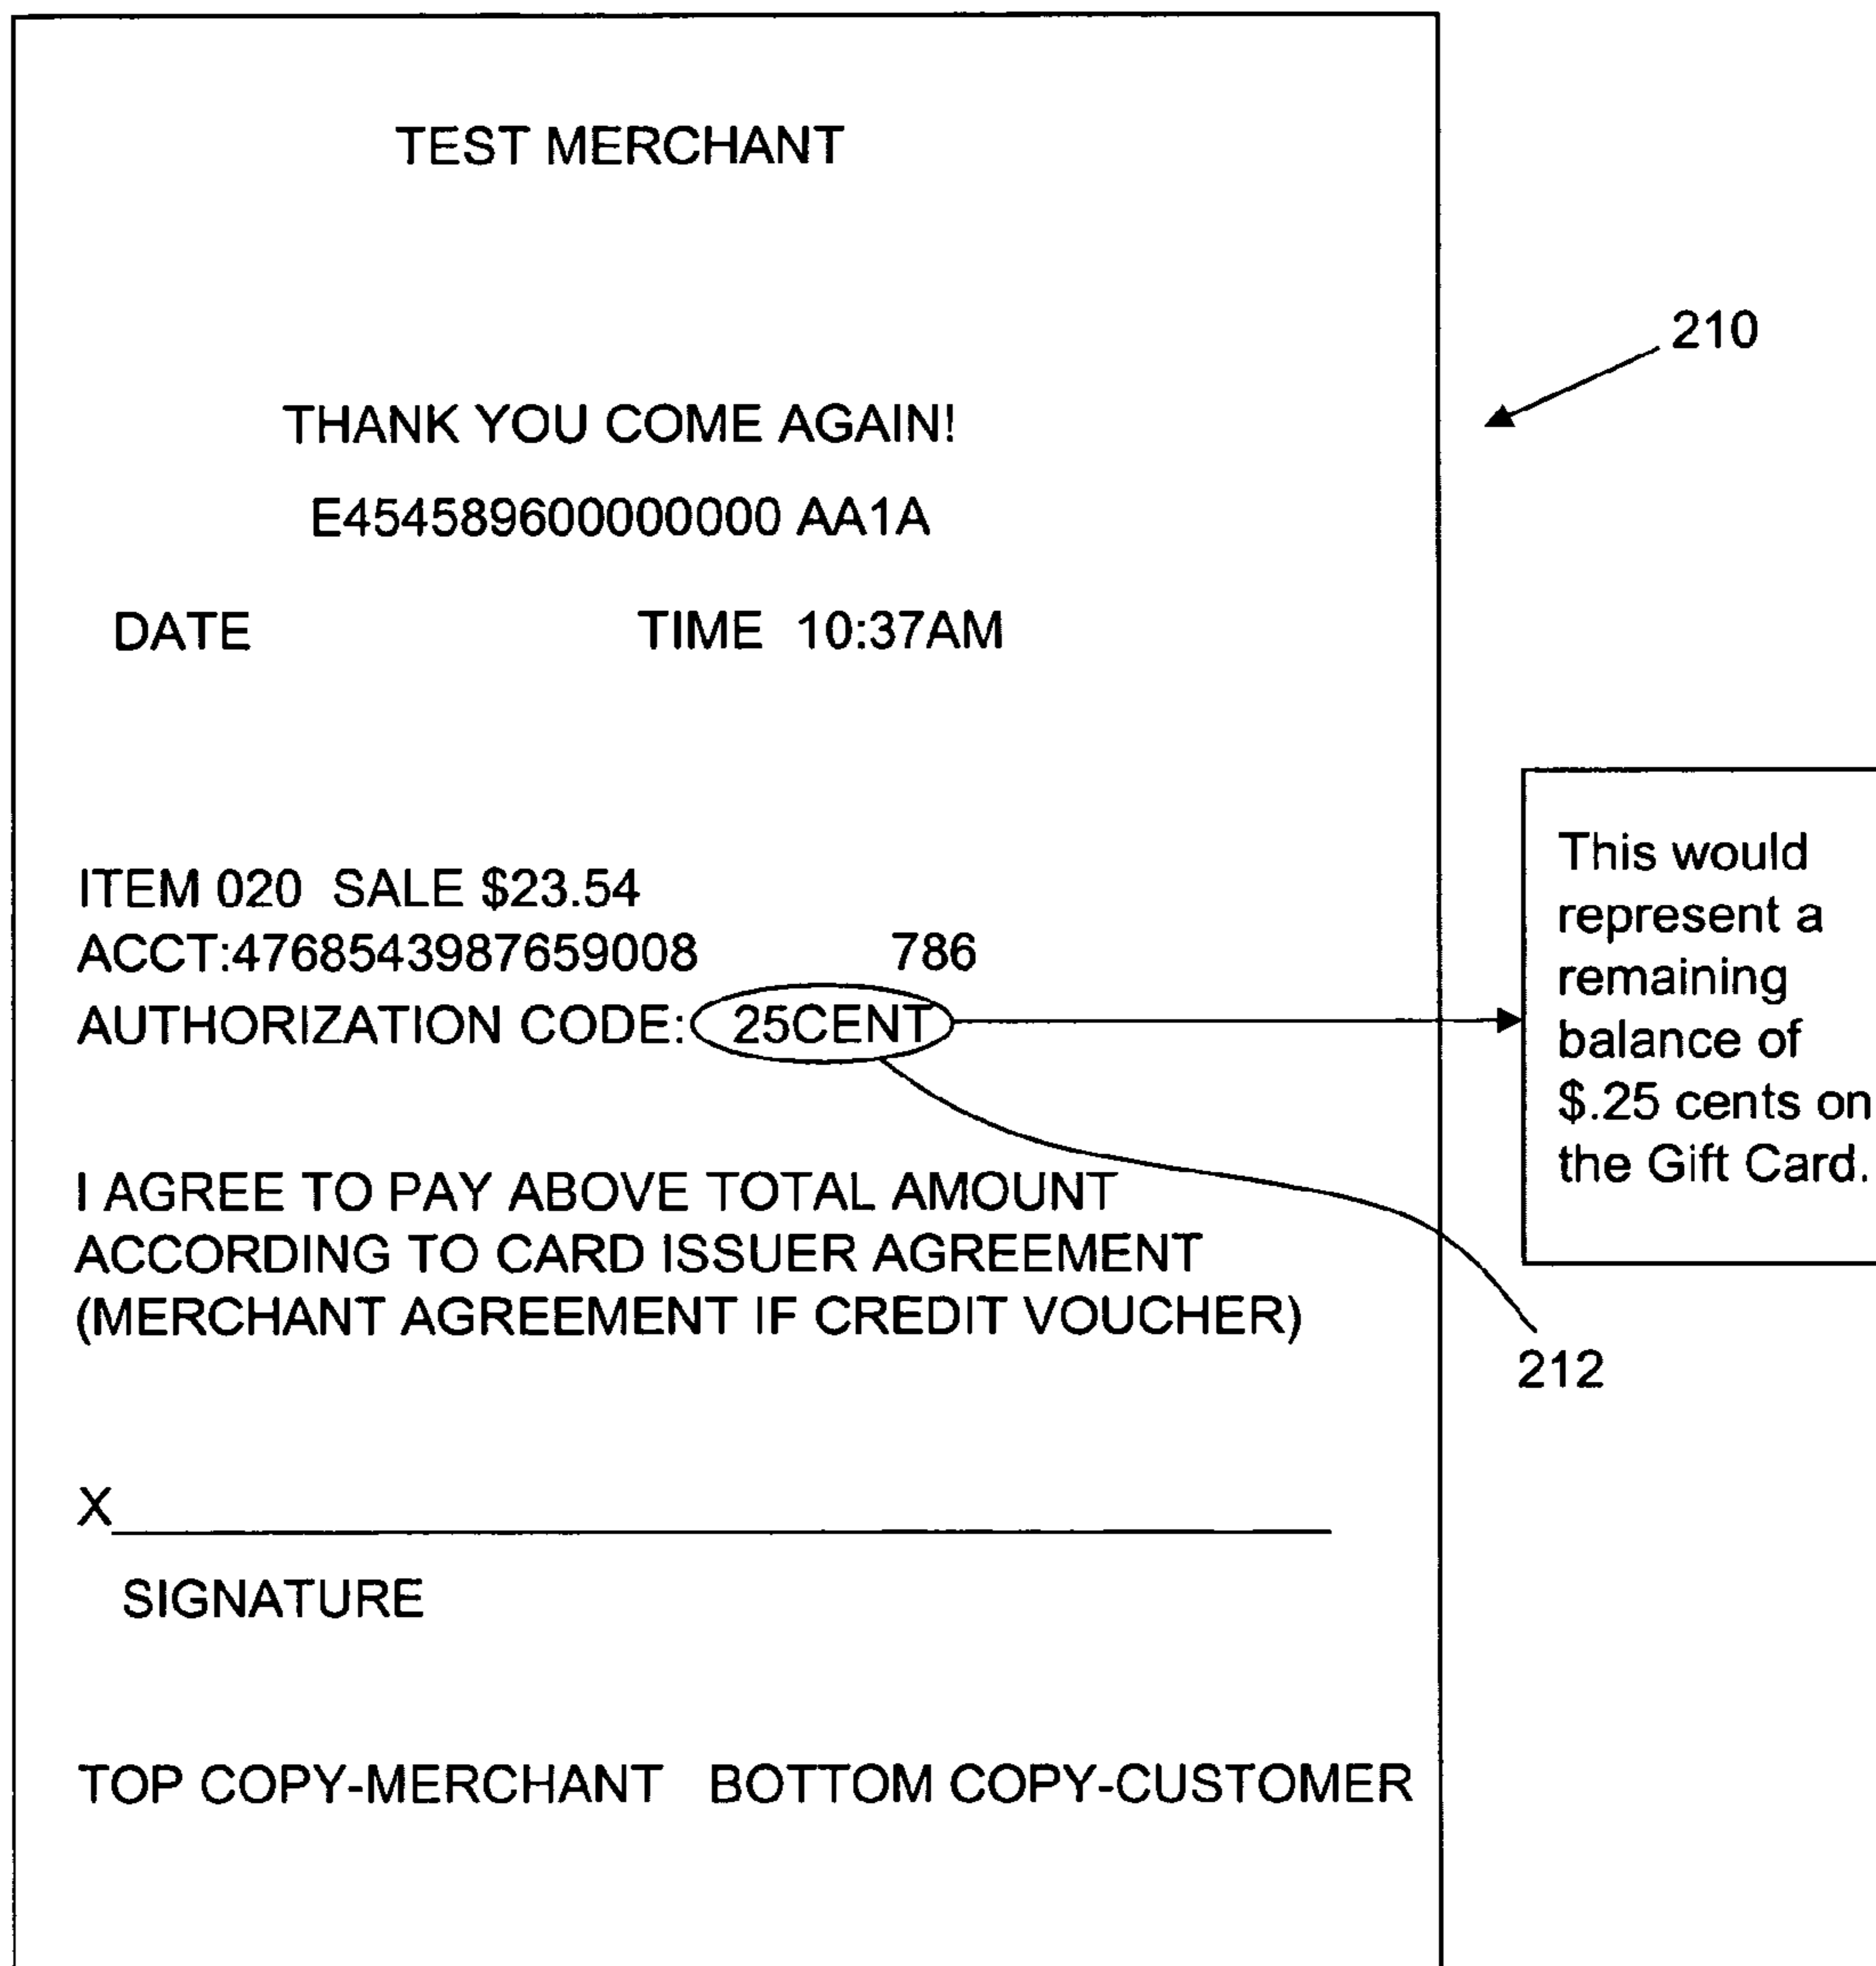 TEST MERCHANT
210
THANK YOU COME AGAIN!
E454589600000000 AA1A
DATE TIME 10:37AM
ITEM 020 SALE $23.54
ACCT:4768543987659008 786
AUTHORIZATION CODE: 25CENT
This would
represent a
remaining
balance of
$.25 cents on
the Gift Card.
I AGREE TO PAY ABOVE TOTAL AMOUNT
ACCORDING TO CARD ISSUER AGREEMENT
(MERCHANT AGREEMENT IF CREDIT VOUCHER)
212
X
SIGNATURE
TOP COPY-MERCHANT BOTTOM COPY-CUSTOMER